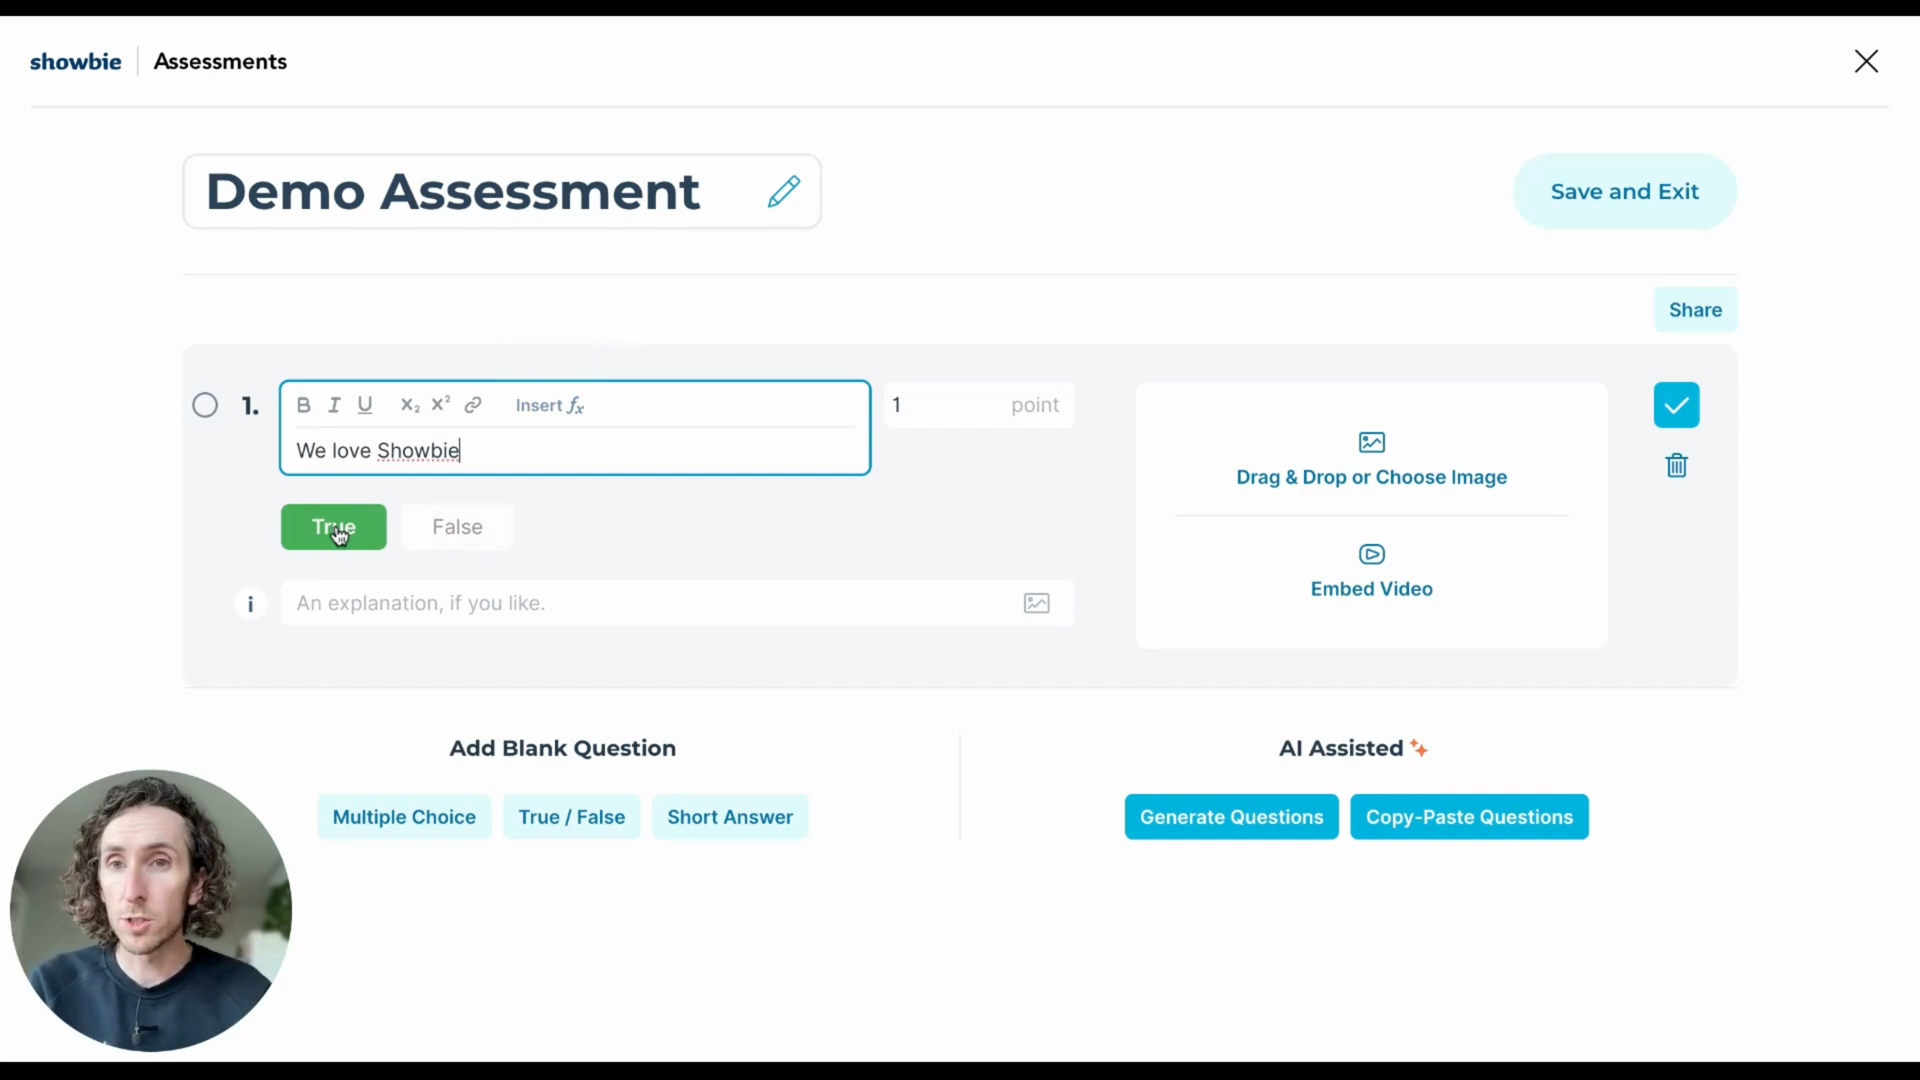 showbie
Assessments
Demo Assessment
Save and Exit
Share
1.
B I U X₂ X² Insert fx
1 point
We love Showbie
True
False
i
An explanation, if you like.
Drag & Drop or Choose Image
Embed Video
Add Blank Question
Multiple Choice
True / False
Short Answer
AI Assisted
Generate Questions
Copy-Paste Questions